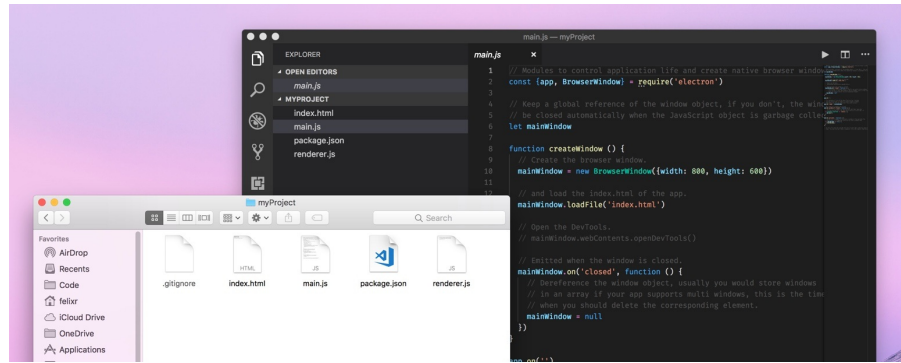 main.js — myProject
EXPLORER
OPEN EDITORS
main.js
MYPROJECT
index.html
main.js
package.json
renderer.js
main.js ×
1 // Modules to control application life and create native browser window
2 const {app, BrowserWindow} = require('electron')
3
4 // Keep a global reference of the window object, if you don't, the
5 // be closed automatically when the JavaScript object is garbage
6 let mainWindow
7
8 function createWindow () {
9 // Create the browser window.
10 mainWindow = new BrowserWindow({width: 800, height: 600})
11
12 // and load the index.html of the app.
mainWindow.loadFile('index.html')
// Open the DevTools.
// mainWindow.webContents.openDevTools()
// Emitted when the window is closed.
mainWindow.on('closed', function () {
// Dereference the window object, usually you would store windows
// in an array if your app supports multi windows, this is the time
// when you should delete the corresponding element.
mainWindow = null
})
}
app.on('')
myProject
Search
Favorites
AirDrop
Recents
Code
felixr
iCloud Drive
OneDrive
Applications
HTML
JS
JS
.gitignore
index.html
main.js
package.json
renderer.js